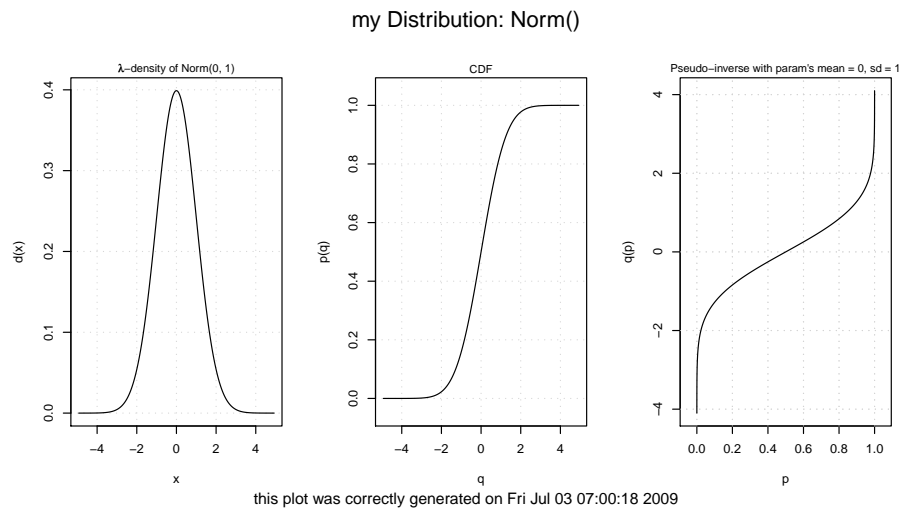 my Distribution: Norm()
λ−density of Norm(0, 1)
d(x)
0.4
0.3
0.2
0.1
0.0
−4 −2 0 2 4
x
CDF
p(q)
1.0
0.8
0.6
0.4
0.2
0.0
−4 −2 0 2 4
q
Pseudo−inverse with param's mean = 0, sd = 1
q(p)
4
2
0
−2
−4
0.0 0.2 0.4 0.6 0.8 1.0
p
this plot was correctly generated on Fri Jul 03 07:00:18 2009